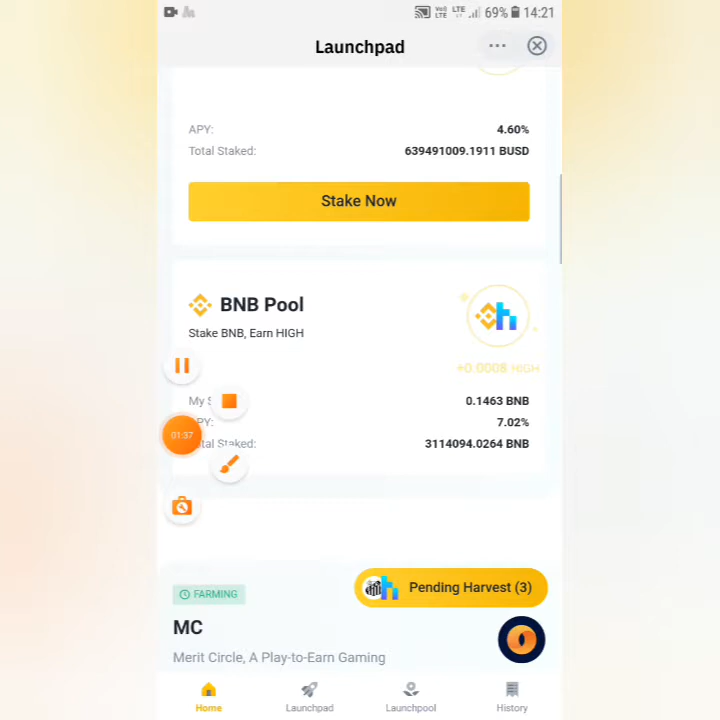 69% 14:21
Launchpad
APY: 4.60%
Total Staked: 639491009.1911 BUSD
Stake Now
BNB Pool
Stake BNB, Earn HIGH
+0.0008 HIGH
My S 0.1463 BNB
PY: 7.02%
01:37
tal Staked: 3114094.0264 BNB
Pending Harvest (3)
FARMING
MC
Merit Circle, A Play-to-Earn Gaming
Home Launchpad Launchpool History